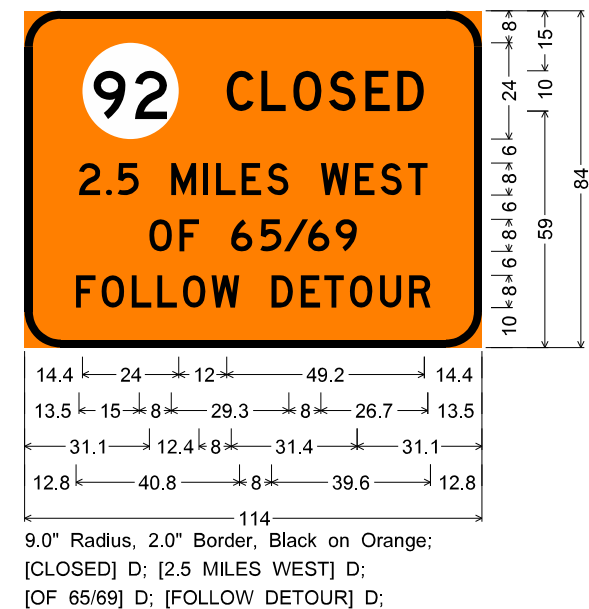 92 CLOSED
2.5 MILES WEST
OF 65/69
FOLLOW DETOUR
8 24 6 8 6 8 6 8 10
15 10 59
84
14.4 24 12 49.2 14.4
13.5 15 8 29.3 8 26.7 13.5
31.1 12.4 8 31.4 31.1
12.8 40.8 8 39.6 12.8
114
9.0" Radius, 2.0" Border, Black on Orange;
[CLOSED] D; [2.5 MILES WEST] D;
[OF 65/69] D; [FOLLOW DETOUR] D;